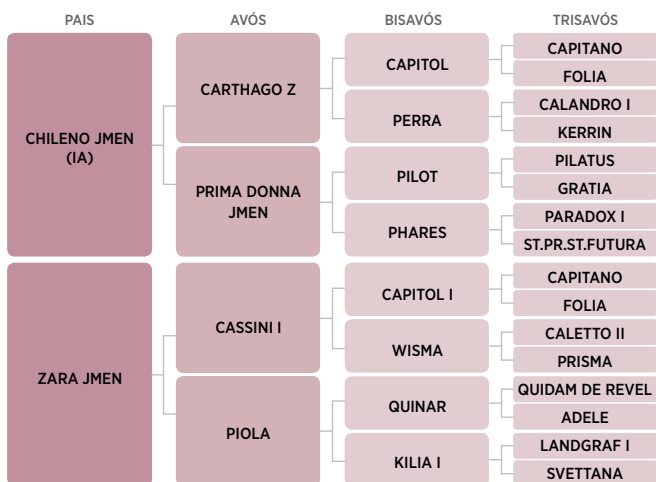 PAIS
AVÓS
BISAVÓS
TRISAVÓS
CHILENO JMEN
(IA)
CARTHAGO Z
CAPITOL
CAPITANO
FOLIA
PERRA
CALANDRO I
KERRIN
PRIMA DONNA
JMEN
PILOT
PILATUS
GRATIA
PHARES
PARADOX I
ST.PR.ST.FUTURA
ZARA JMEN
CASSINI I
CAPITOL I
CAPITANO
FOLIA
WISMA
CALETTO II
PRISMA
PIOLA
QUINAR
QUIDAM DE REVEL
ADELE
KILIA I
LANDGRAF I
SVETTANA